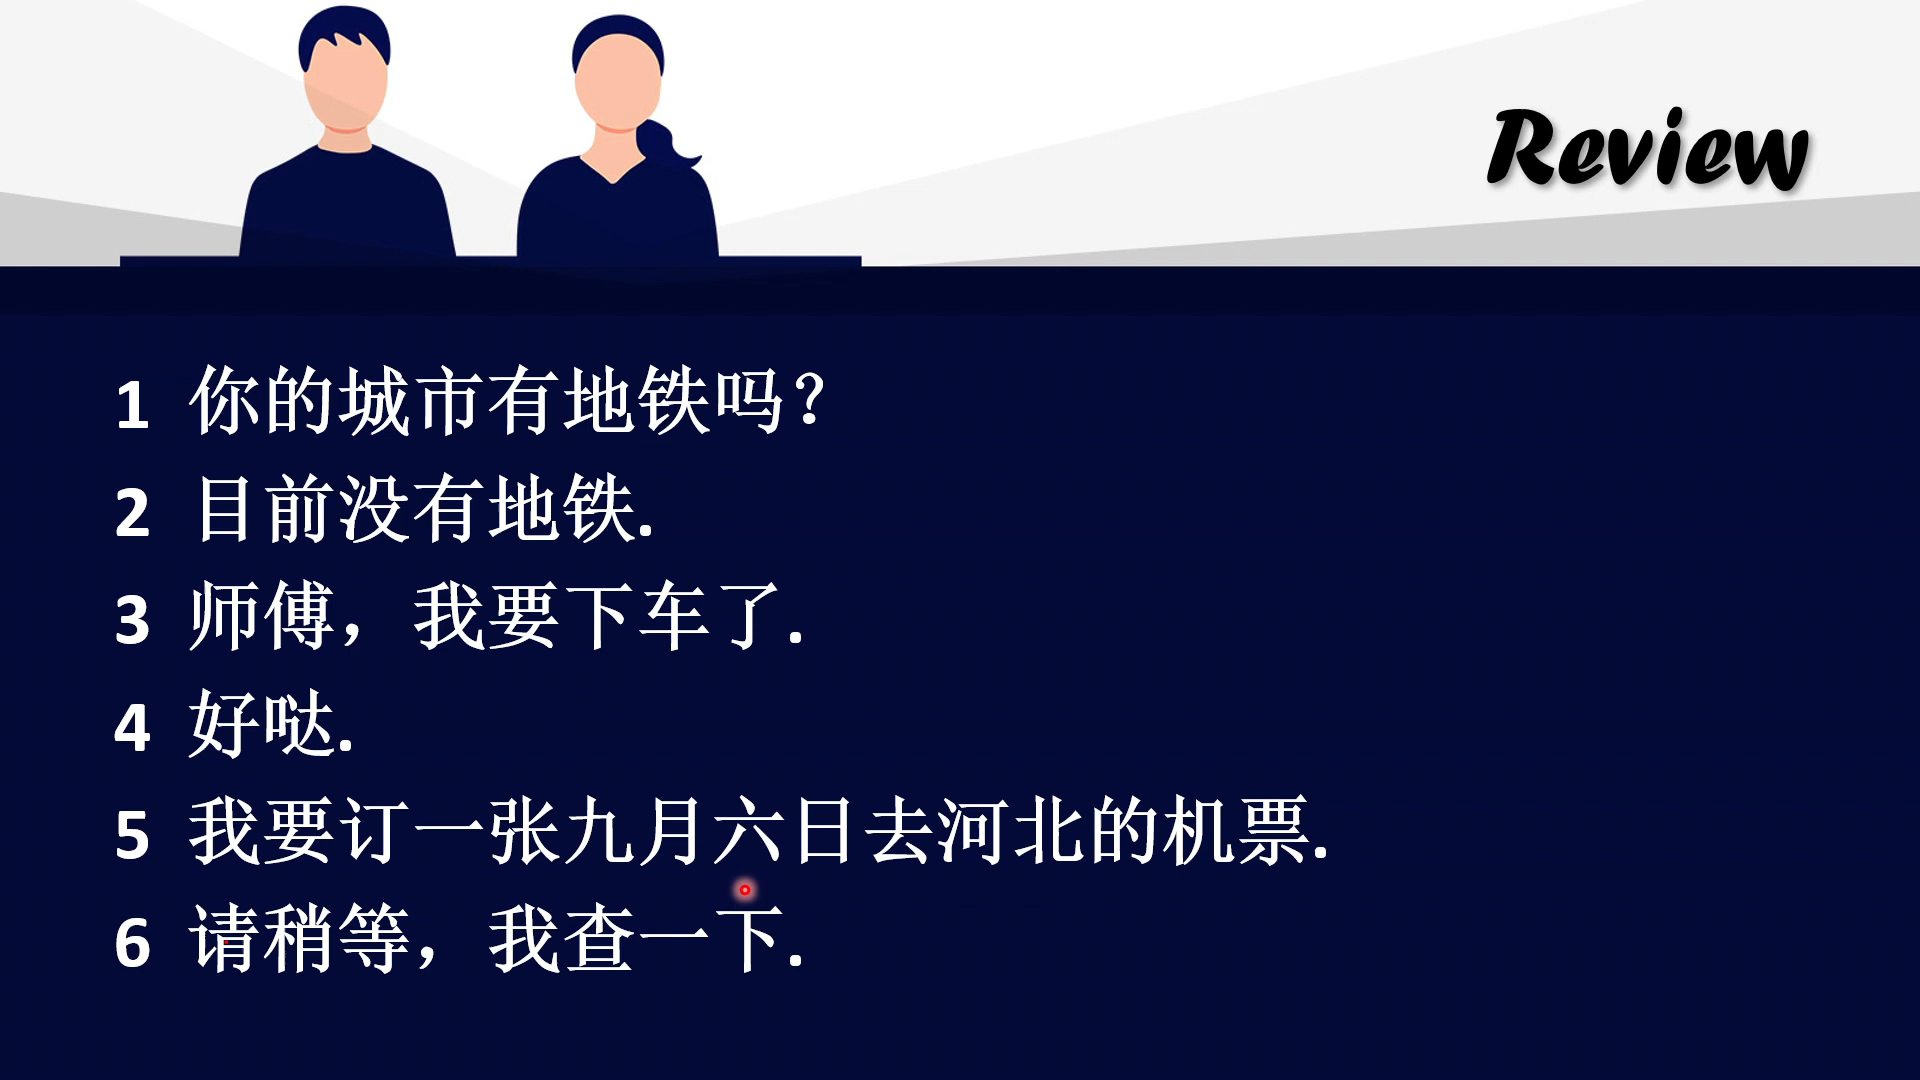 Review
1 你的城市有地铁吗?
2 目前没有地铁.
3 师傅，我要下车了.
4 好哒.
5 我要订一张九月六日去河北的机票.
6 请稍等，我查一下.